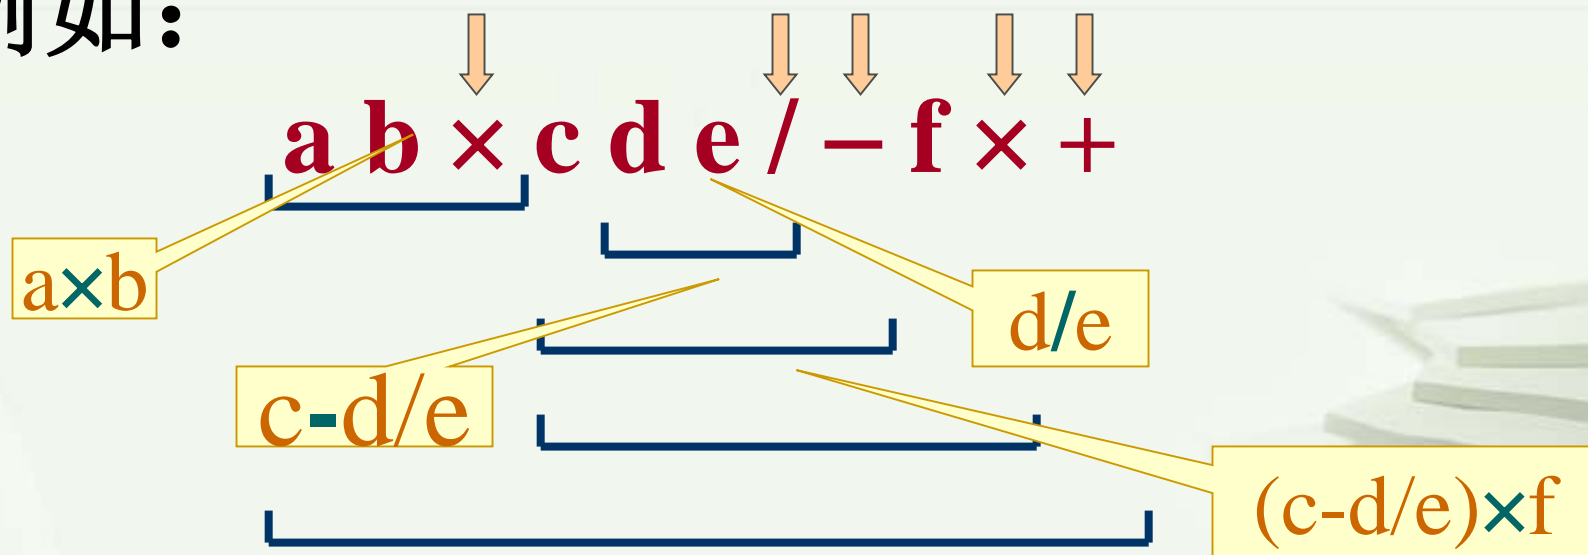 例如：
a b × c d e / − f × +
a×b
d/e
c-d/e
(c-d/e)×f